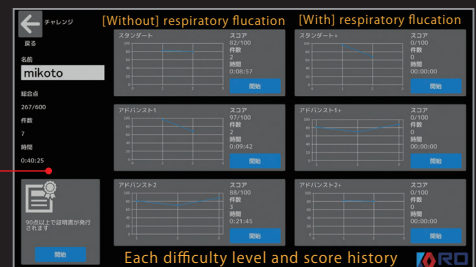 チャレンジ
[Without] respiratory flucation
[With] respiratory flucation
戻る
名前
mikoto
総合点
267/600
件数
7
時間
0:40:25
90点以上で証明書が発行
されます
開始
スタンダード
スコア
82/100
件数
2
時間
0:08:57
開始
スタンダード+
スコア
0/100
件数
0
時間
00:00:00
開始
アドバンスト1
スコア
97/100
件数
2
時間
0:09:42
開始
アドバンスト1+
スコア
0/100
件数
0
時間
00:00:00
開始
アドバンスト2
スコア
88/100
件数
3
時間
0:21:45
開始
アドバンスト2+
スコア
0/100
件数
0
時間
00:00:00
開始
Each difficulty level and score history